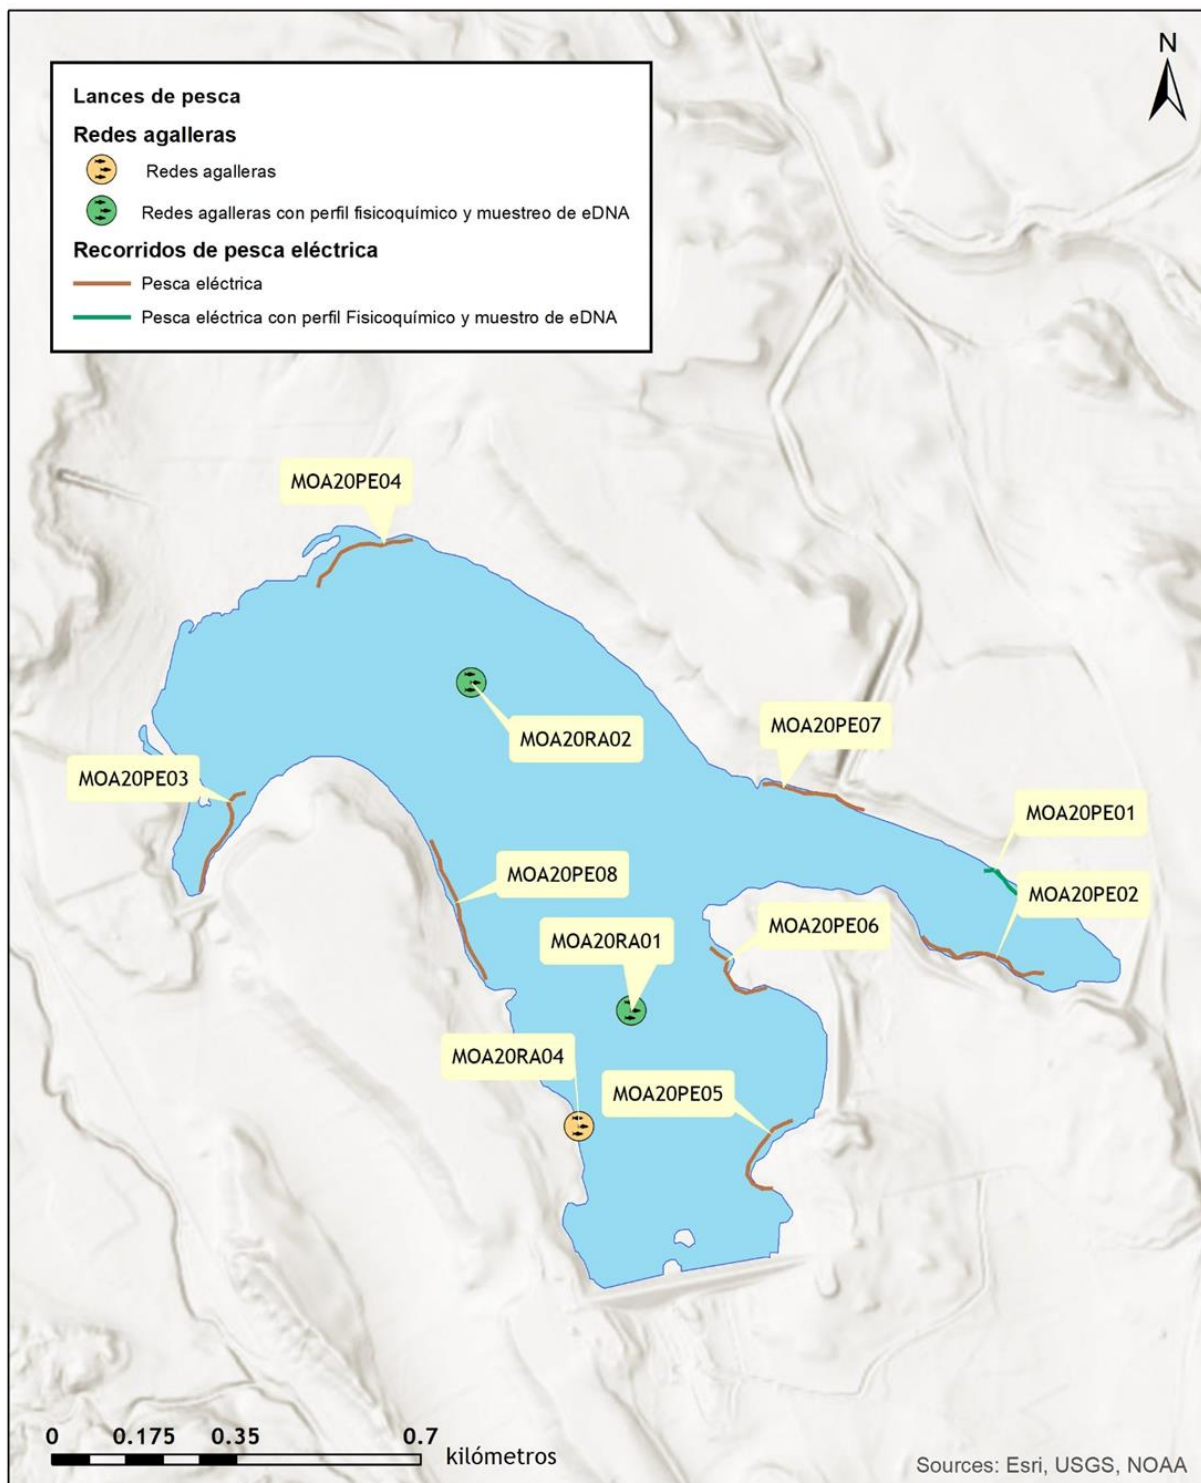 N
Lances de pesca
Redes agalleras
Redes agalleras
Redes agalleras con perfil fisicoquímico y muestreo de eDNA
Recorridos de pesca eléctrica
Pesca eléctrica
Pesca eléctrica con perfil Fisicoquímico y muestro de eDNA
MOA20PE04
MOA20RA02
MOA20PE07
MOA20PE03
MOA20PE01
MOA20PE08
MOA20PE02
MOA20PE06
MOA20RA01
MOA20RA04
MOA20PE05
0 0.175 0.35 0.7
kilómetros
Sources: Esri, USGS, NOAA